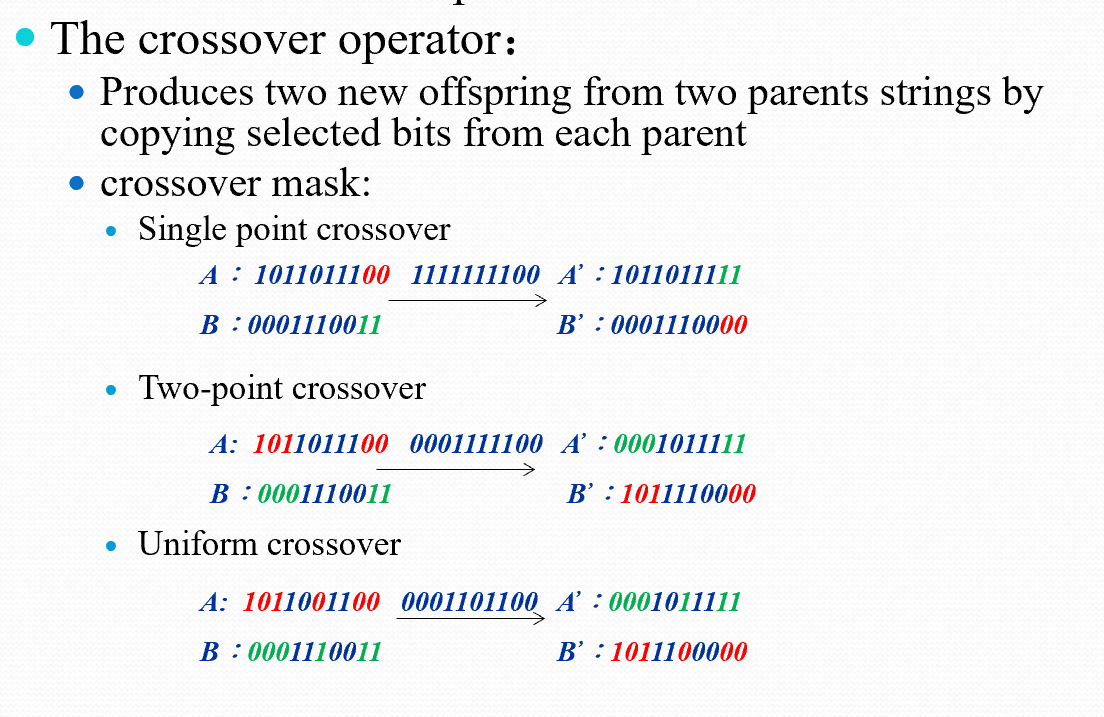 The crossover operator：
Produces two new offspring from two parents strings by
copying selected bits from each parent
crossover mask:
Single point crossover
A ：1011011100 1111111100 A’ ：1011011111
B ：0001110011 B’ ：0001110000
Two-point crossover
A: 1011011100 0001111100 A’ ：0001011111
B ：0001110011 B’ ：1011110000
Uniform crossover
A: 1011001100 0001101100 A’ ：0001011111
B ：0001110011 B’ ：1011100000